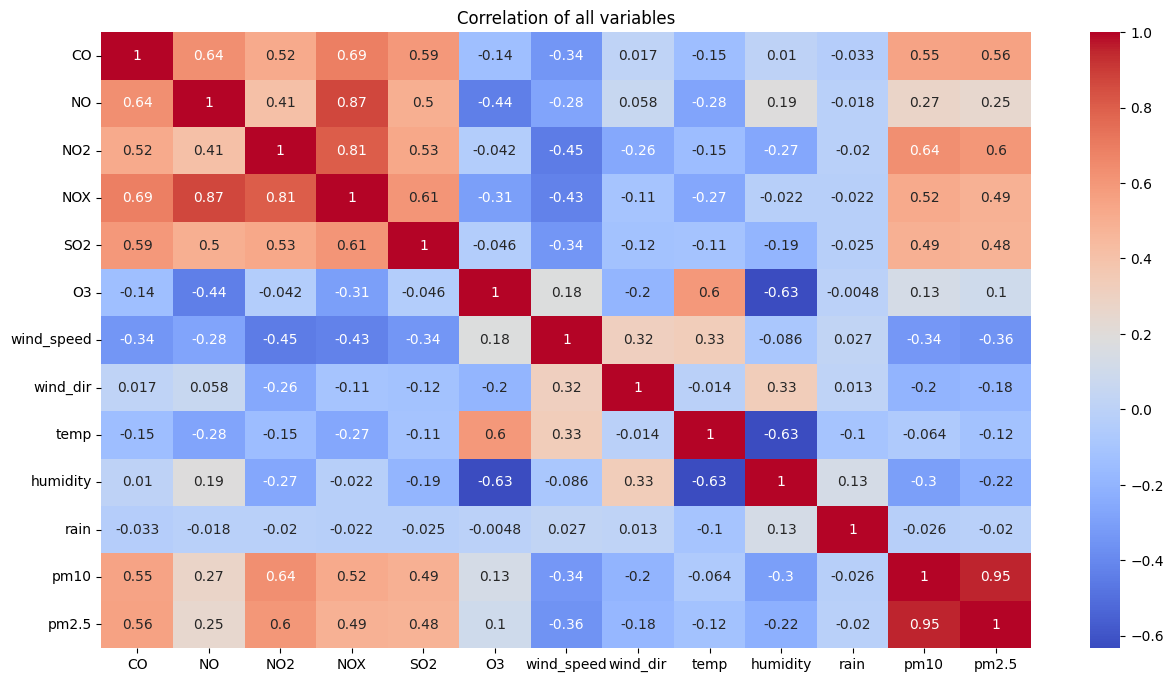 Correlation of all variables
CO 1 0.64 0.52 0.69 0.59 -0.14 -0.34 0.017 -0.15 0.01 -0.033 0.55 0.56
NO 0.64 1 0.41 0.87 0.5 -0.44 -0.28 0.058 -0.28 0.19 -0.018 0.27 0.25
NO2 0.52 0.41 1 0.81 0.53 -0.042 -0.45 -0.26 -0.15 -0.27 -0.02 0.64 0.6
NOX 0.69 0.87 0.81 1 0.61 -0.31 -0.43 -0.11 -0.27 -0.022 -0.022 0.52 0.49
SO2 0.59 0.5 0.53 0.61 1 -0.046 -0.34 -0.12 -0.11 -0.19 -0.025 0.49 0.48
O3 -0.14 -0.44 -0.042 -0.31 -0.046 1 0.18 -0.2 0.6 -0.63 -0.0048 0.13 0.1
wind_speed -0.34 -0.28 -0.45 -0.43 -0.34 0.18 1 0.32 0.33 -0.086 0.027 -0.34 -0.36
wind_dir 0.017 0.058 -0.26 -0.11 -0.12 -0.2 0.32 1 -0.014 0.33 0.013 -0.2 -0.18
temp -0.15 -0.28 -0.15 -0.27 -0.11 0.6 0.33 -0.014 1 -0.63 -0.1 -0.064 -0.12
humidity 0.01 0.19 -0.27 -0.022 -0.19 -0.63 -0.086 0.33 -0.63 1 0.13 -0.3 -0.22
rain -0.033 -0.018 -0.02 -0.022 -0.025 -0.0048 0.027 0.013 -0.1 0.13 1 -0.026 -0.02
pm10 0.55 0.27 0.64 0.52 0.49 0.13 -0.34 -0.2 -0.064 -0.3 -0.026 1 0.95
pm2.5 0.56 0.25 0.6 0.49 0.48 0.1 -0.36 -0.18 -0.12 -0.22 -0.02 0.95 1
CO NO NO2 NOX SO2 O3 wind_speed wind_dir temp humidity rain pm10 pm2.5
1.0
0.8
0.6
0.4
0.2
0.0
−0.2
−0.4
−0.6